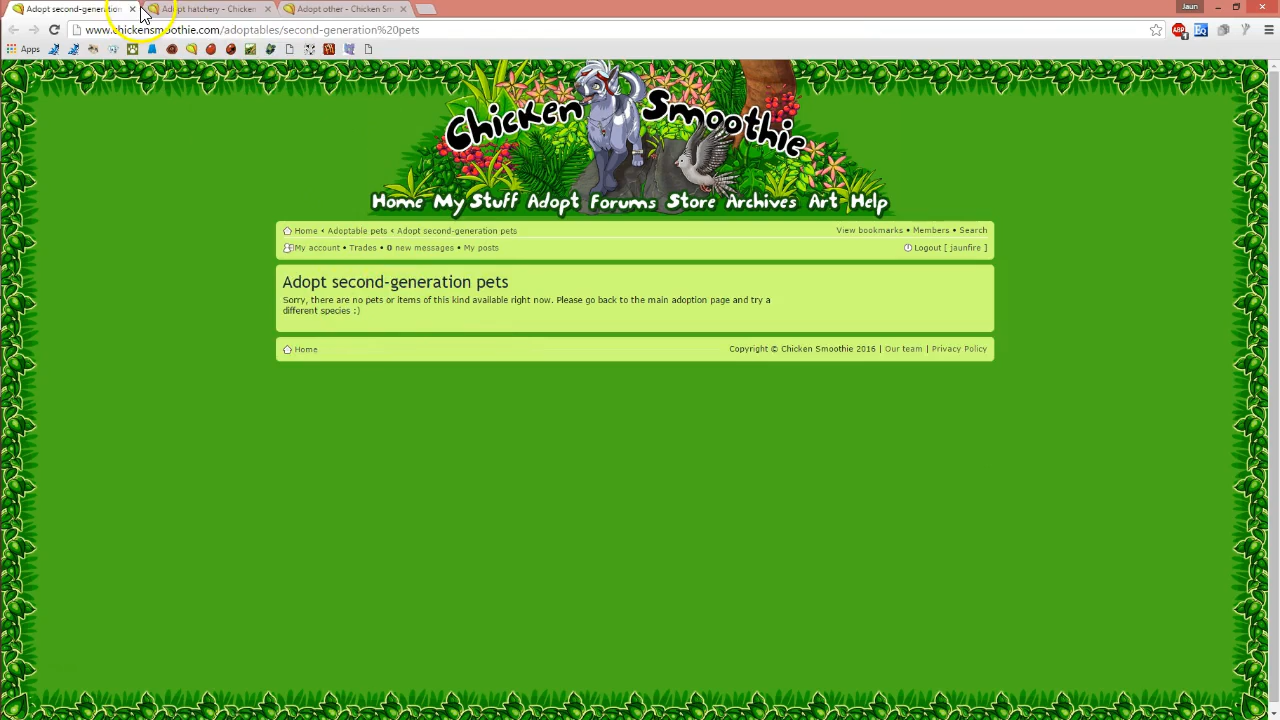 Adopt second-generation
Adopt hatchery - Chicken
Adopt other - Chicken Sm
Jaun
www.chickensmoothie.com/adoptables/second-generation%20pets
Apps
Chicken Smoothie
Home My Stuff Adopt Forums Store Archives Art Help
Home ‹ Adoptable pets ‹ Adopt second-generation pets
View bookmarks • Members • Search
My account • Trades • 0 new messages • My posts
Logout [ jaunfire ]
Adopt second-generation pets
Sorry, there are no pets or items of this kind available right now. Please go back to the main adoption page and try a
different species :)
Home
Copyright © Chicken Smoothie 2016 | Our team | Privacy Policy